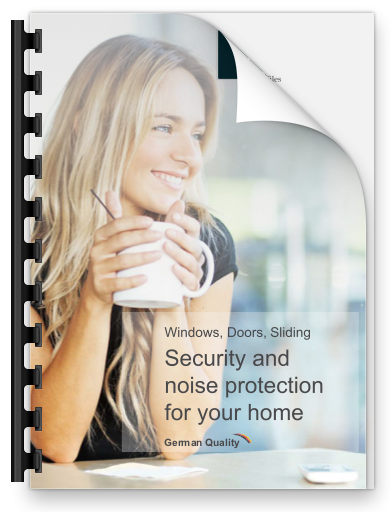 Windows, Doors, Sliding
Security and
noise protection
for your home
German Quality